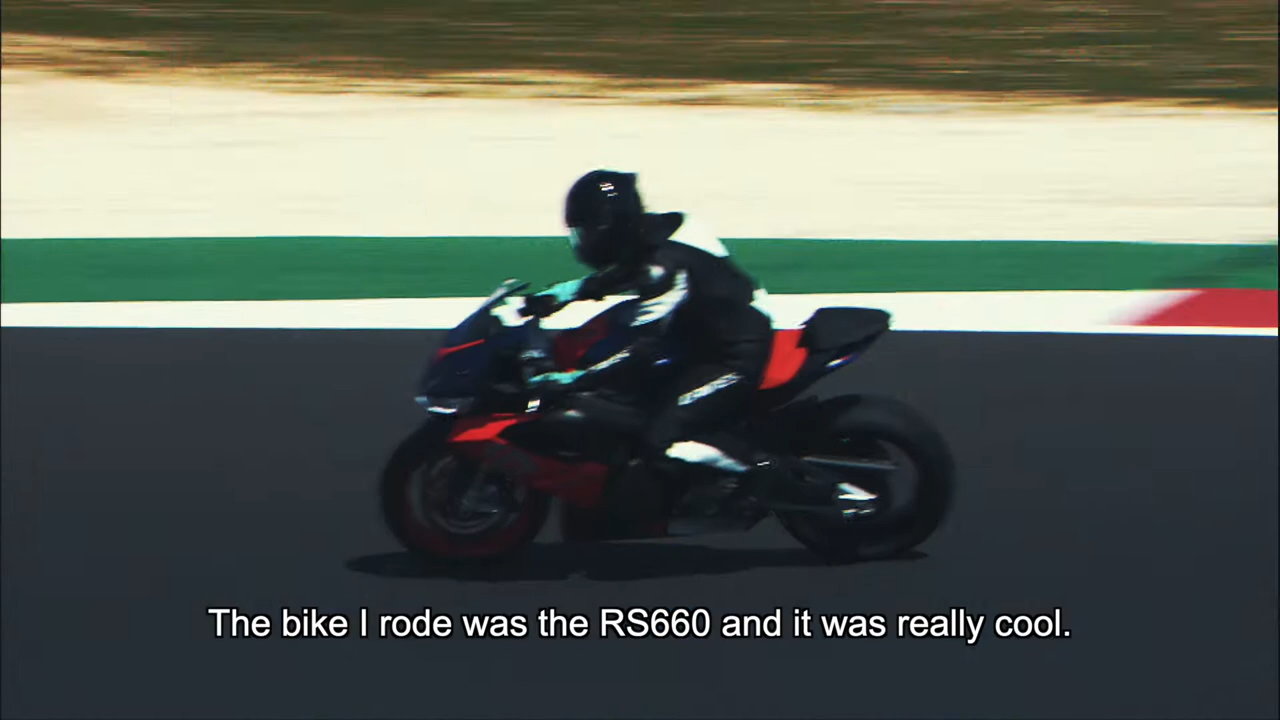 The bike I rode was the RS660 and it was really cool.